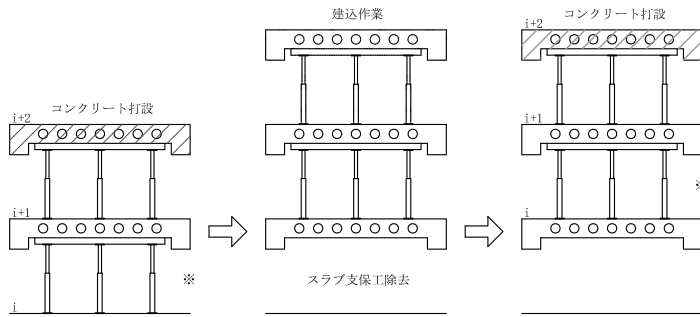 建込作業
i+2 コンクリート打設
コンクリート打設
i+2
i+1
i+1
i
※
※
スラブ支保工除去
i